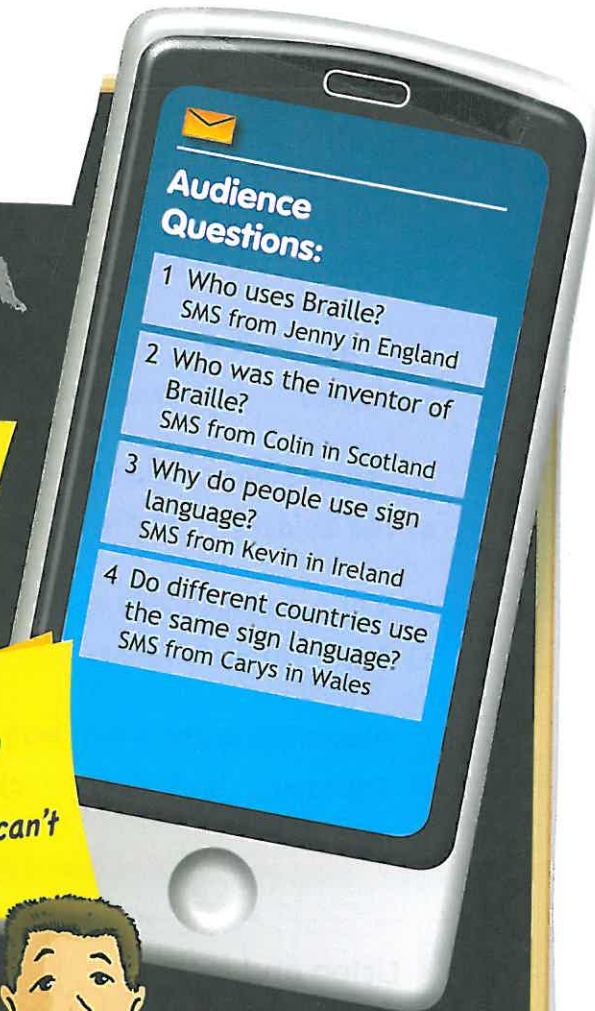 Audience
Questions:
1 Who uses Braille?
SMS from Jenny in England
2 Who was the inventor of
Braille?
SMS from Colin in Scotland
3 Why do people use sign
language?
SMS from Kevin in Ireland
4 Do different countries use
the same sign language?
SMS from Carys in Wales
can't